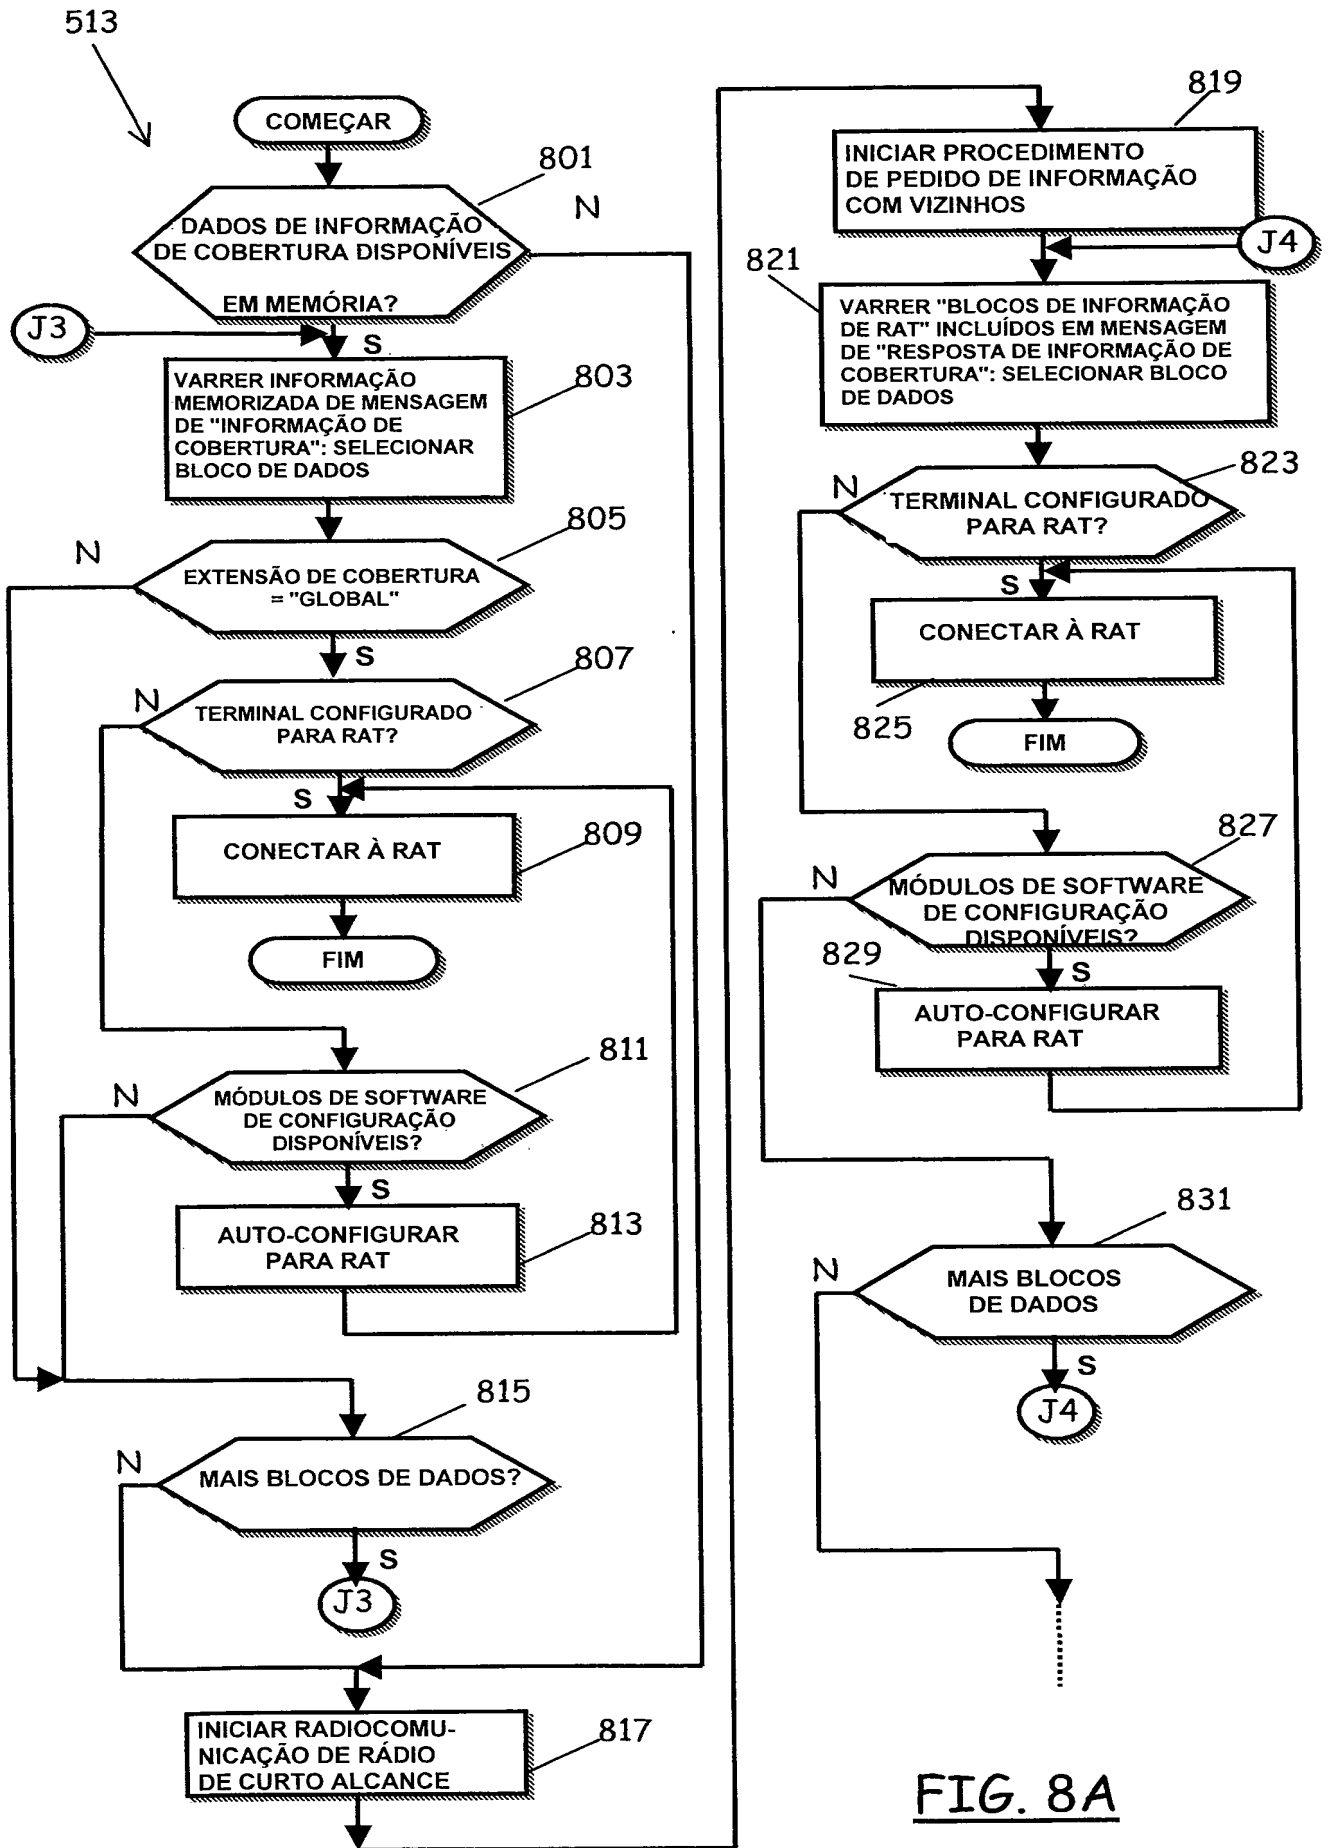 513
COMEÇAR
801
N
DADOS DE INFORMAÇÃO
DE COBERTURA DISPONÍVEIS
EM MEMÓRIA?
J3
S
VARRER INFORMAÇÃO
MEMORIZADA DE MENSAGEM
DE "INFORMAÇÃO DE
COBERTURA": SELECIONAR
BLOCO DE DADOS
803
805
N
EXTENSÃO DE COBERTURA
= "GLOBAL"
S
807
N
TERMINAL CONFIGURADO
PARA RAT?
S
CONECTAR À RAT
809
FIM
811
N
MÓDULOS DE SOFTWARE
DE CONFIGURAÇÃO
DISPONÍVEIS?
S
AUTO-CONFIGURAR
PARA RAT
813
815
N
MAIS BLOCOS DE DADOS?
S
J3
INICIAR RADIOCOMU-
NICAÇÃO DE RÁDIO
DE CURTO ALCANCE
817
819
INICIAR PROCEDIMENTO
DE PEDIDO DE INFORMAÇÃO
COM VIZINHOS
J4
821
VARRER "BLOCOS DE INFORMAÇÃO
DE RAT" INCLUÍDOS EM MENSAGEM
DE "RESPOSTA DE INFORMAÇÃO DE
COBERTURA": SELECIONAR BLOCO
DE DADOS
823
N
TERMINAL CONFIGURADO
PARA RAT?
S
CONECTAR À RAT
825
FIM
827
N
MÓDULOS DE SOFTWARE
DE CONFIGURAÇÃO
DISPONÍVEIS?
829
S
AUTO-CONFIGURAR
PARA RAT
831
N
MAIS BLOCOS
DE DADOS
S
J4
FIG. 8A